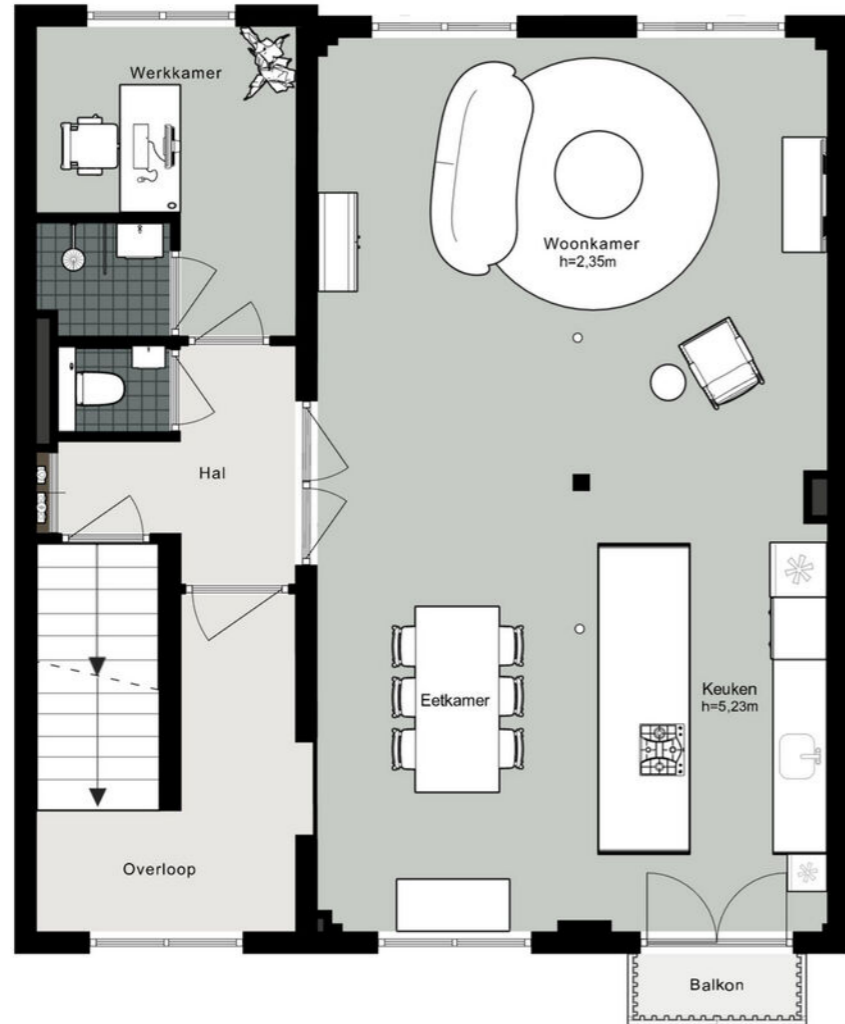 Werkkamer
Woonkamer
h=2,35m
Hal
Eetkamer
Keuken
h=5,23m
Overloop
Balkon